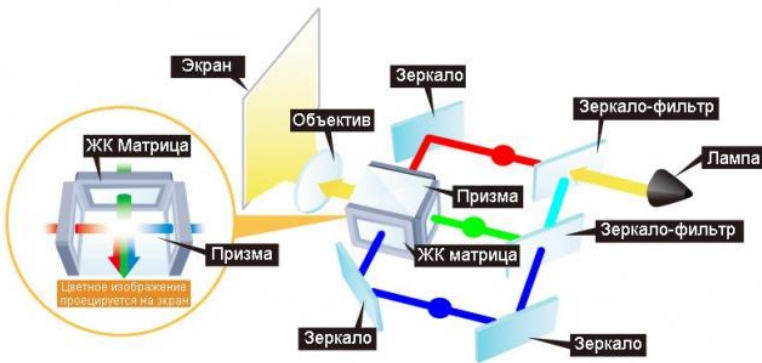 Экран
Зеркало
Зеркало-фильтр
ЖК Матрица
Объектив
Лампа
Призма
Призма
Зеркало-фильтр
ЖК матрица
Цветное изображение
проецируется на экран
Зеркало
Зеркало